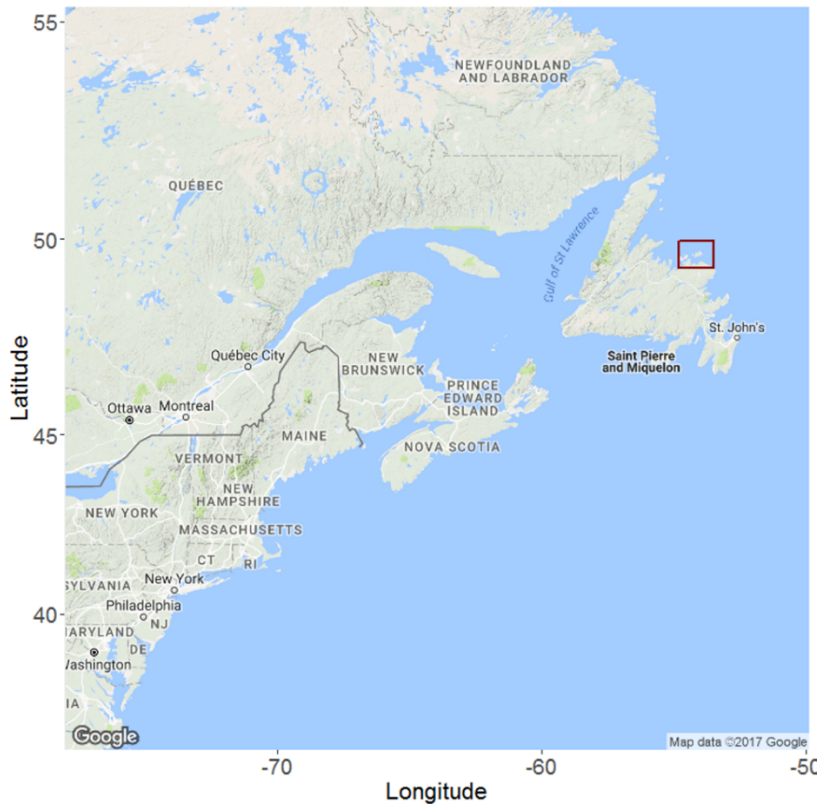 55
NEWFOUNDLAND
AND LABRADOR
QUÉBEC
50
Gulf of St Lawrence
St. John's
Québec City
NEW
BRUNSWICK
Saint Pierre
and Miquelon
PRINCE
EDWARD
ISLAND
Latitude
Ottawa
Montreal
45
MAINE
NOVA SCOTIA
VERMONT
NEW
HAMPSHIRE
NEW YORK
MASSACHUSETTS
CT
RI
SYLVANIA
New York
Philadelphia
40
NJ
MARYLAND
DE
Washington
IA
Google
Map data ©2017 Google
-70
-60
-50
Longitude